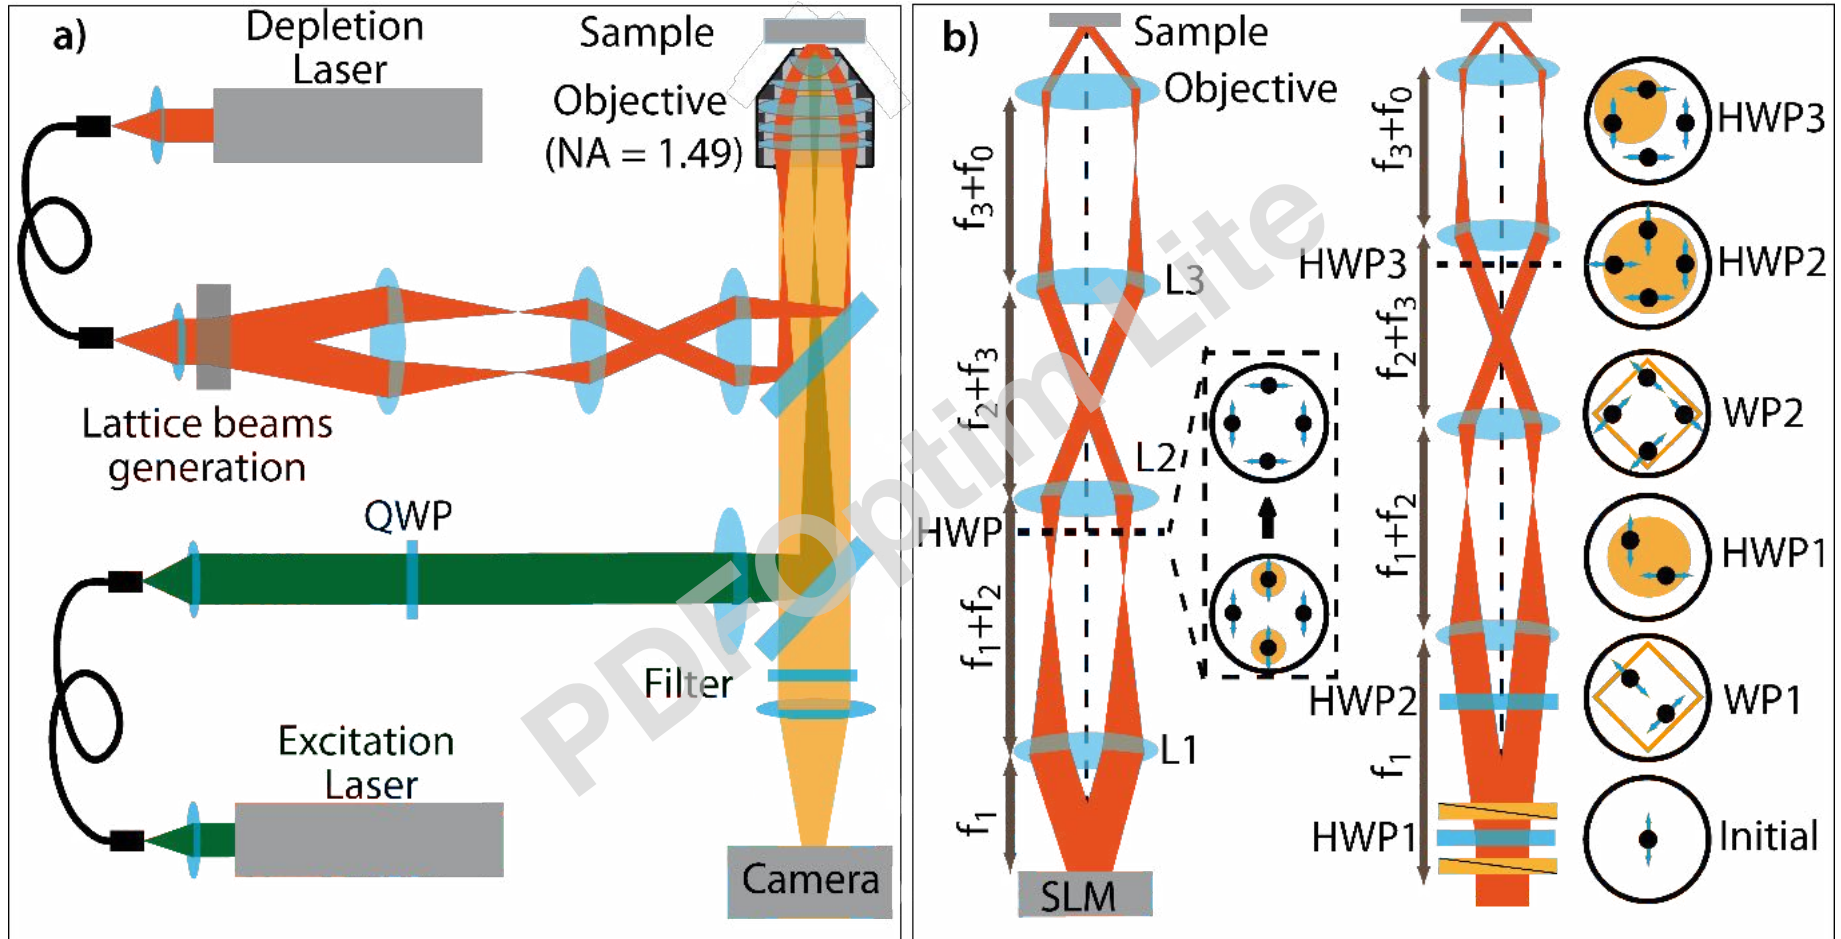 a)
Depletion
Laser
Sample
Objective
(NA = 1.49)
Lattice beams
generation
QWP
Filter
Excitation
Laser
Camera
b)
Sample
Objective
f3+f0
L3
f2+f3
L2
HWP
f1+f2
L1
f1
SLM
f3+f0
HWP3
f2+f3
f1+f2
HWP2
f1
HWP1
HWP3
HWP2
WP2
HWP1
WP1
Initial
PDFOptim Lite